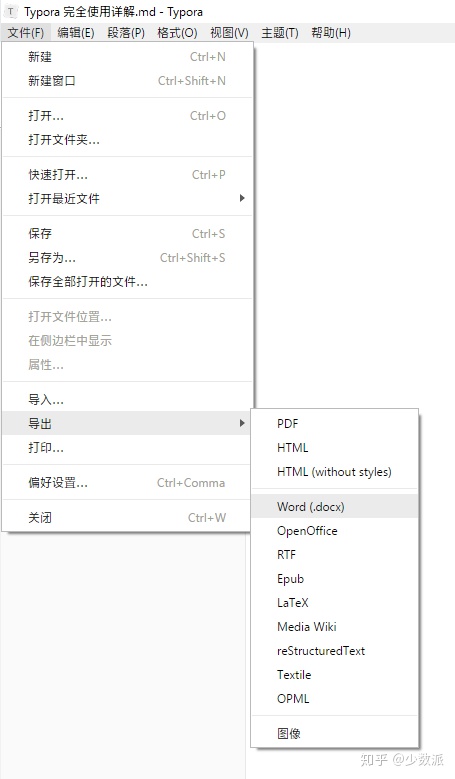 T Typora 完全使用详解.md - Typora
文件(F) 编辑(E) 段落(P) 格式(O) 视图(V) 主题(T) 帮助(H)
新建 Ctrl+N
新建窗口 Ctrl+Shift+N
打开... Ctrl+O
打开文件夹...
快速打开... Ctrl+P
打开最近文件
保存 Ctrl+S
另存为... Ctrl+Shift+S
保存全部打开的文件...
打开文件位置...
在侧边栏中显示
属性...
导入...
导出
打印...
偏好设置... Ctrl+Comma
关闭 Ctrl+W
PDF
HTML
HTML (without styles)
Word (.docx)
OpenOffice
RTF
Epub
LaTeX
Media Wiki
reStructuredText
Textile
OPML
图像
知乎 @少数派